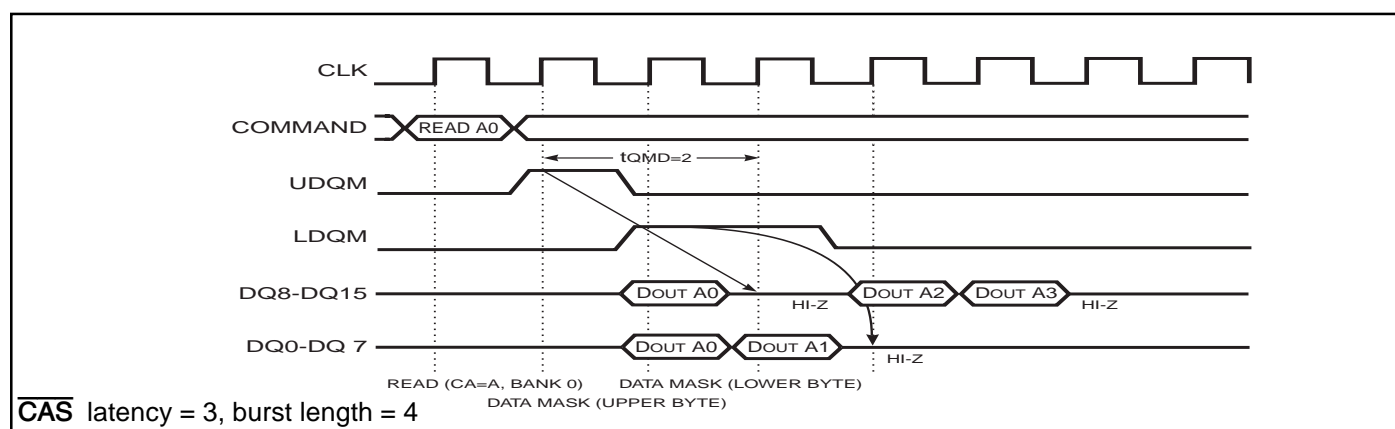 CLK
COMMAND READ A0
tQMD=2
UDQM
LDQM
DQ8-DQ15 DOUT A0 HI-Z DOUT A2 DOUT A3 HI-Z
DQ0-DQ 7 DOUT A0 DOUT A1 HI-Z
READ (CA=A, BANK 0) DATA MASK (LOWER BYTE)
DATA MASK (UPPER BYTE)
CAS latency = 3, burst length = 4